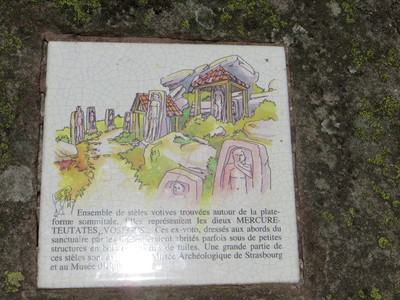 Ensemble de stèles votives trouvées autour de la plate-
forme sommitale. Elles représentent les dieux MERCURE-
TEUTATES, VOS Ces ex-voto, dressés aux abords du
sanctuaire par les abrités parfois sous de petites
structures en de tuiles. Une grande partie de
ces stèles sont Musée Archéologique de Strasbourg
et au Musée